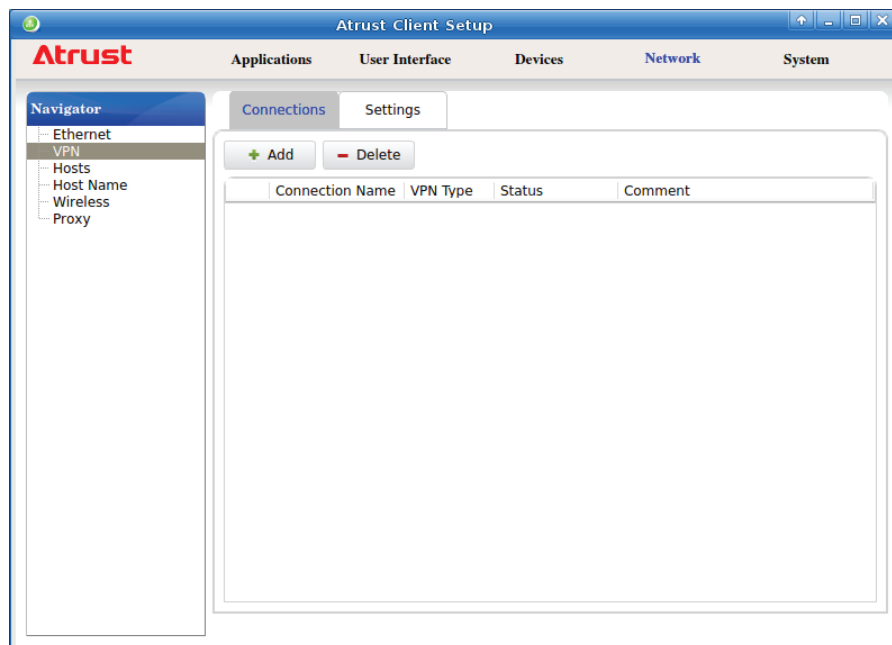 Atrust Client Setup
Atrust
Applications User Interface Devices Network System
Navigator
Ethernet
VPN
Hosts
Host Name
Wireless
Proxy
Connections Settings
Add Delete
Connection Name VPN Type Status Comment